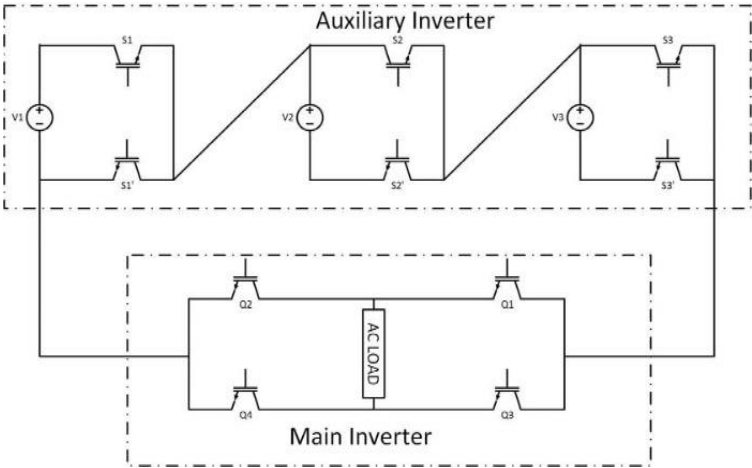 Auxiliary Inverter
S1
S2
S3
V1
+
−
V2
+
−
V3
+
−
S1'
S2'
S3'
Q2
Q1
AC LOAD
Q4
Q3
Main Inverter